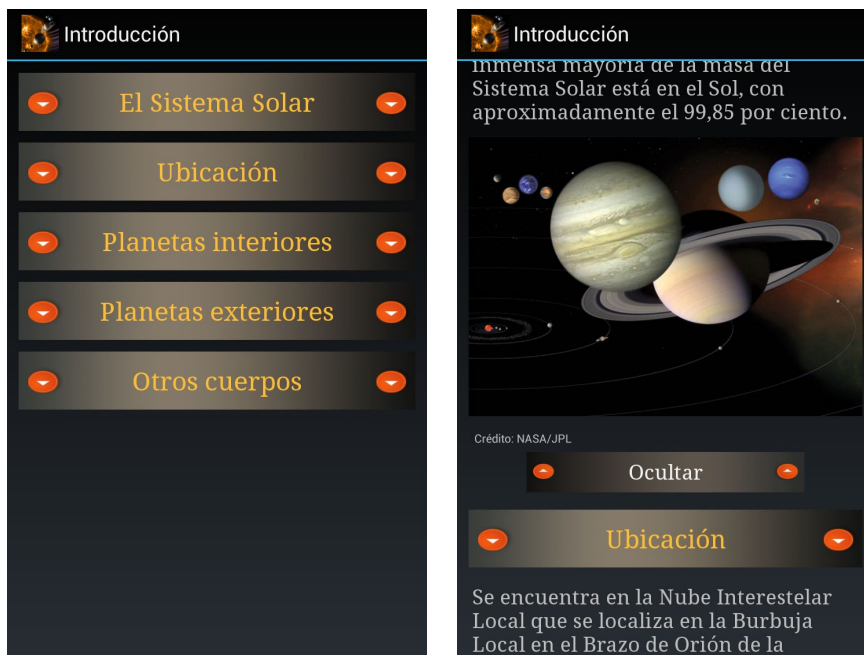 Introducción
El Sistema Solar
Ubicación
Planetas interiores
Planetas exteriores
Otros cuerpos
Introducción
inmensa mayoría de la masa del
Sistema Solar está en el Sol, con
aproximadamente el 99,85 por ciento.
Crédito: NASA/JPL
Ocultar
Ubicación
Se encuentra en la Nube Interestelar
Local que se localiza en la Burbuja
Local en el Brazo de Orión de la